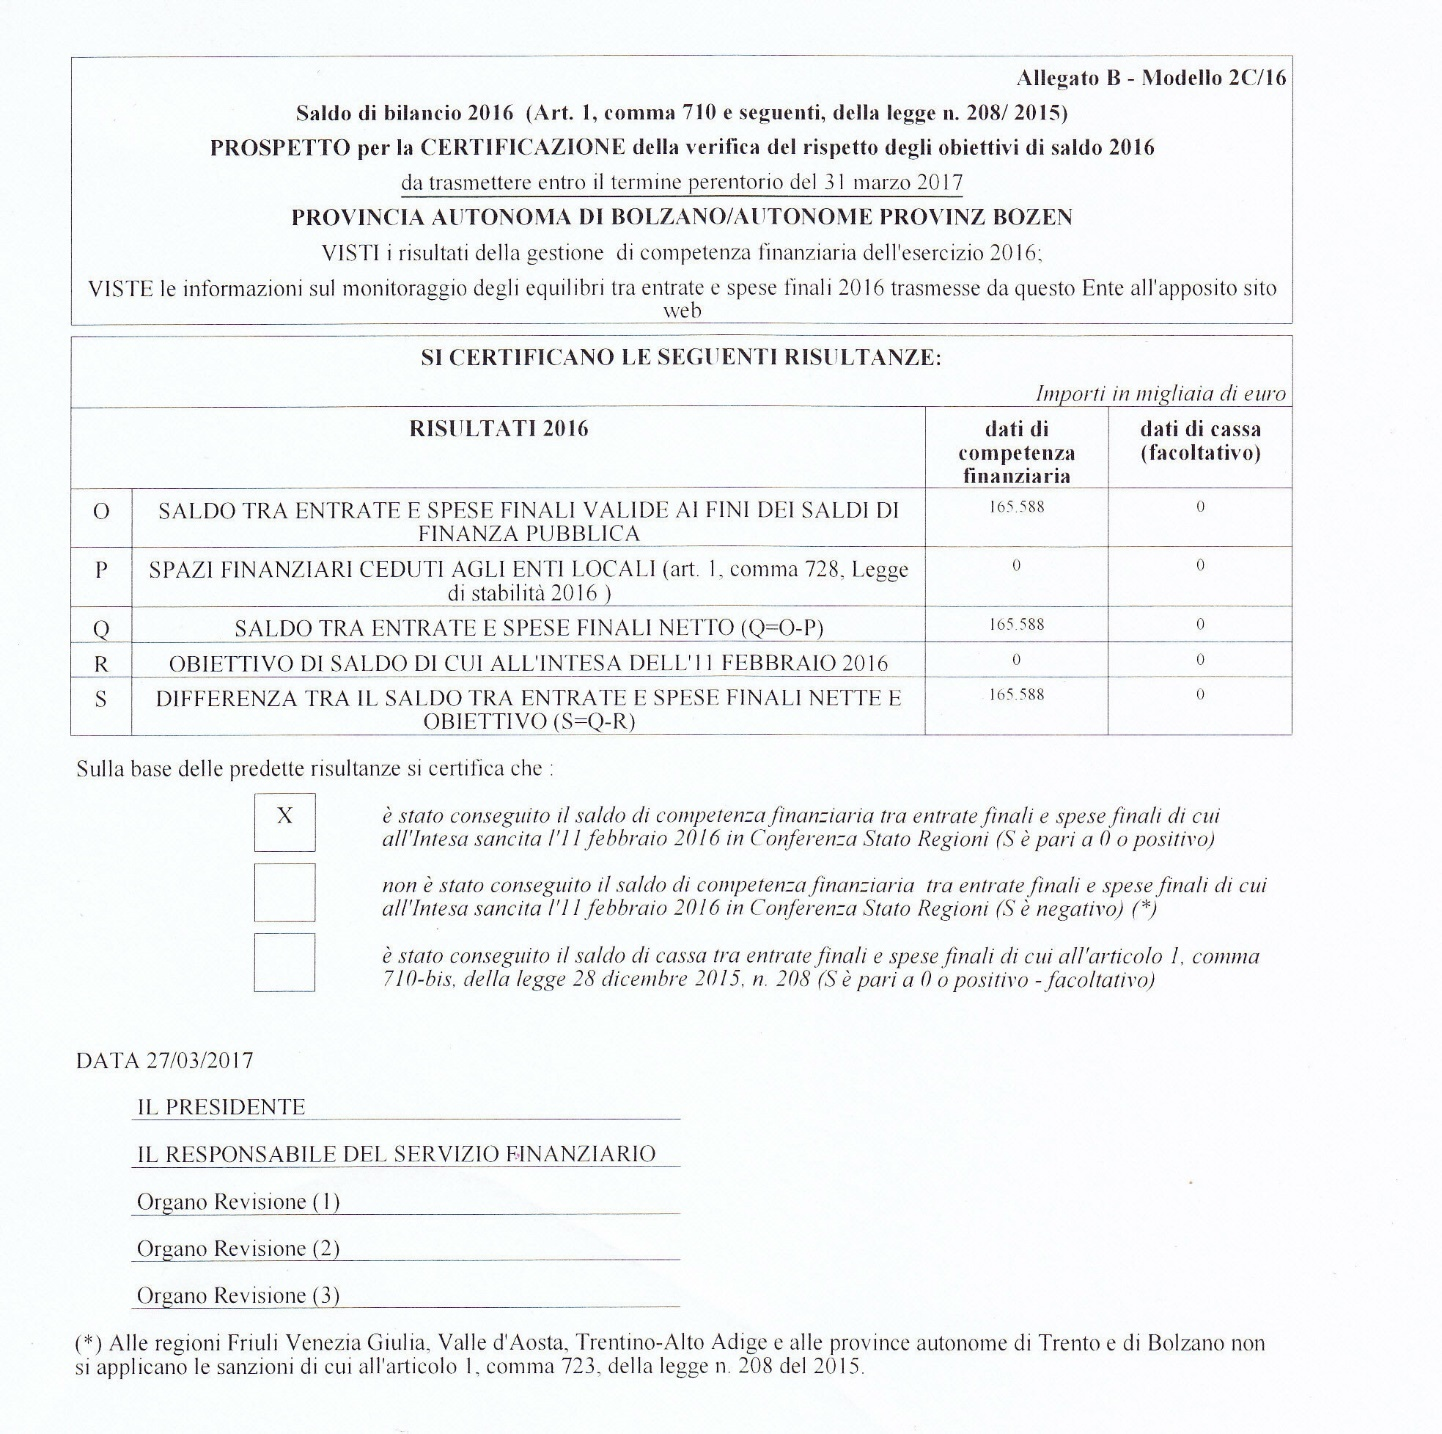 Allegato B - Modello 2C/16
Saldo di bilancio 2016 (Art. 1, comma 710 e seguenti, della legge n. 208/ 2015)
PROSPETTO per la CERTIFICAZIONE della verifica del rispetto degli obiettivi di saldo 2016
da trasmettere entro il termine perentorio del 31 marzo 2017
PROVINCIA AUTONOMA DI BOLZANO/AUTONOME PROVINZ BOZEN
VISTI i risultati della gestione di competenza finanziaria dell'esercizio 2016;
VISTE le informazioni sul monitoraggio degli equilibri tra entrate e spese finali 2016 trasmesse da questo Ente all'apposito sito
web
SI CERTIFICANO LE SEGUENTI RISULTANZE:
Importi in migliaia di euro
RISULTATI 2016
dati di
competenza
finanziaria
dati di cassa
(facoltativo)
O SALDO TRA ENTRATE E SPESE FINALI VALIDE AI FINI DEI SALDI DI 165.588 0
FINANZA PUBBLICA
P SPAZI FINANZIARI CEDUTI AGLI ENTI LOCALI (art. 1, comma 728, Legge 0 0
di stabilità 2016 )
Q SALDO TRA ENTRATE E SPESE FINALI NETTO (Q=O-P) 165.588 0
R OBIETTIVO DI SALDO DI CUI ALL'INTESA DELL'11 FEBBRAIO 2016 0 0
S DIFFERENZA TRA IL SALDO TRA ENTRATE E SPESE FINALI NETTE E 165.588 0
OBIETTIVO (S=Q-R)
Sulla base delle predette risultanze si certifica che :
X è stato conseguito il saldo di competenza finanziaria tra entrate finali e spese finali di cui
all'Intesa sancita l'11 febbraio 2016 in Conferenza Stato Regioni (S è pari a 0 o positivo)
non è stato conseguito il saldo di competenza finanziaria tra entrate finali e spese finali di cui
all'Intesa sancita l'11 febbraio 2016 in Conferenza Stato Regioni (S è negativo) (*)
è stato conseguito il saldo di cassa tra entrate finali e spese finali di cui all'articolo 1, comma
710-bis, della legge 28 dicembre 2015, n. 208 (S è pari a 0 o positivo - facoltativo)
DATA 27/03/2017
IL PRESIDENTE
IL RESPONSABILE DEL SERVIZIO FINANZIARIO
Organo Revisione (1)
Organo Revisione (2)
Organo Revisione (3)
(*) Alle regioni Friuli Venezia Giulia, Valle d'Aosta, Trentino-Alto Adige e alle province autonome di Trento e di Bolzano non
si applicano le sanzioni di cui all'articolo 1, comma 723, della legge n. 208 del 2015.